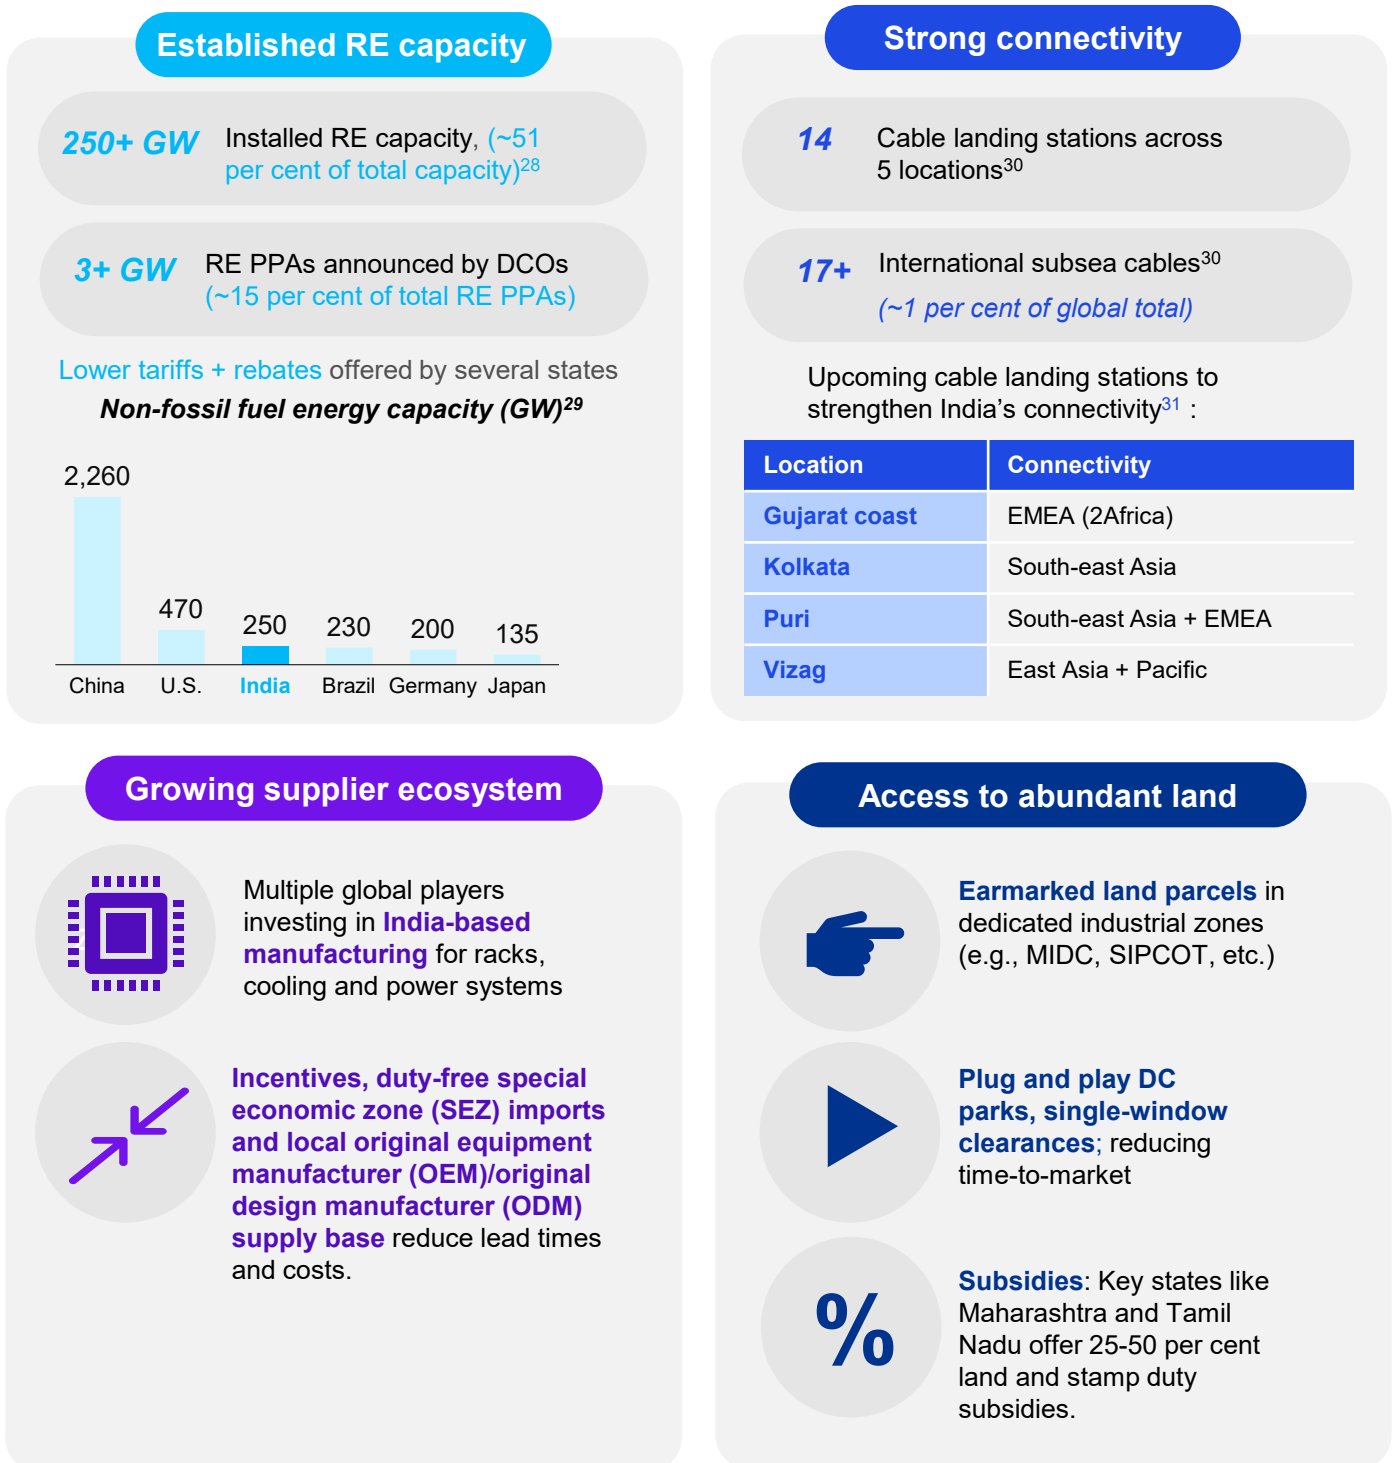 Established RE capacity
250+ GW
Installed RE capacity, (~51
per cent of total capacity)28
3+ GW
RE PPAs announced by DCOs
(~15 per cent of total RE PPAs)
Lower tariffs + rebates offered by several states
Non-fossil fuel energy capacity (GW)29
2,260
470
250
230
200
135
China
U.S.
India
Brazil
Germany
Japan
Strong connectivity
14
Cable landing stations across
5 locations30
17+
International subsea cables30
(~1 per cent of global total)
Upcoming cable landing stations to
strengthen India's connectivity31 :
Location Connectivity
Gujarat coast EMEA (2Africa)
Kolkata South-east Asia
Puri South-east Asia + EMEA
Vizag East Asia + Pacific
Growing supplier ecosystem
Multiple global players
investing in India-based
manufacturing for racks,
cooling and power systems
Incentives, duty-free special
economic zone (SEZ) imports
and local original equipment
manufacturer (OEM)/original
design manufacturer (ODM)
supply base reduce lead times
and costs.
Access to abundant land
Earmarked land parcels in
dedicated industrial zones
(e.g., MIDC, SIPCOT, etc.)
Plug and play DC
parks, single-window
clearances; reducing
time-to-market
%
Subsidies: Key states like
Maharashtra and Tamil
Nadu offer 25-50 per cent
land and stamp duty
subsidies.